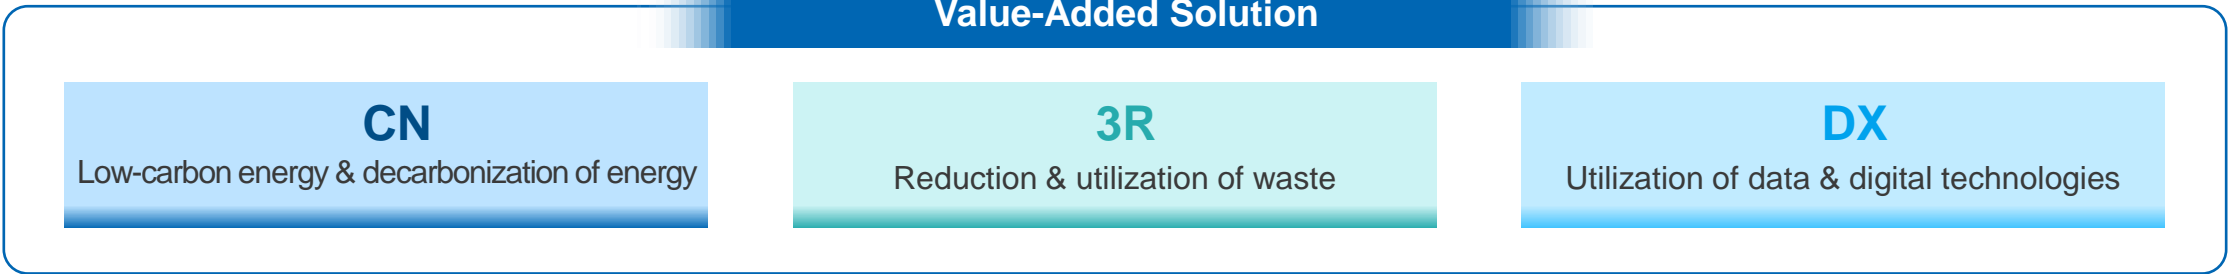 Value-Added Solution
CN
Low-carbon energy & decarbonization of energy
3R
Reduction & utilization of waste
DX
Utilization of data & digital technologies